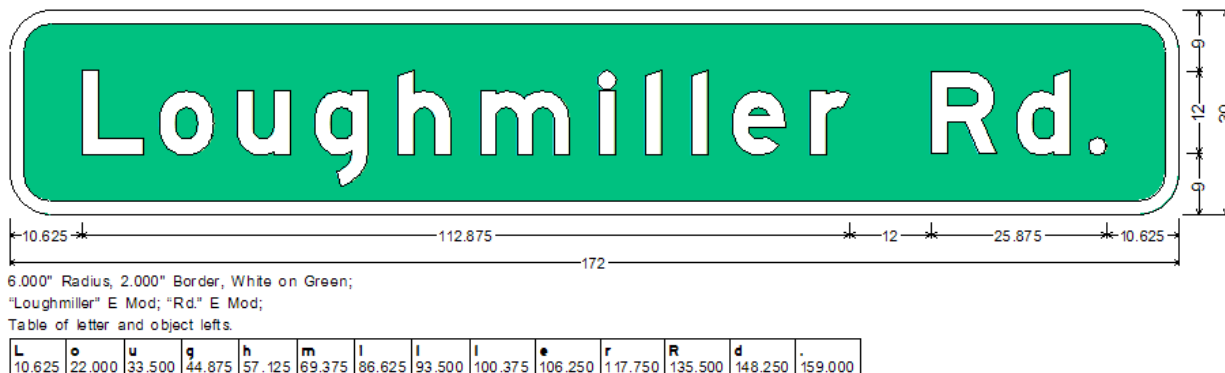 Loughmiller Rd.
9
12
30
9
10.625 112.875 12 25.875 10.625
172
6.000" Radius, 2.000" Border, White on Green;
"Loughmiller" E Mod; "Rd." E Mod;
Table of letter and object lefts.
L o u g h m i l l e r R d .
10.625 22.000 33.500 44.875 57.125 69.375 86.625 93.500 100.375 106.250 117.750 135.500 148.250 159.000